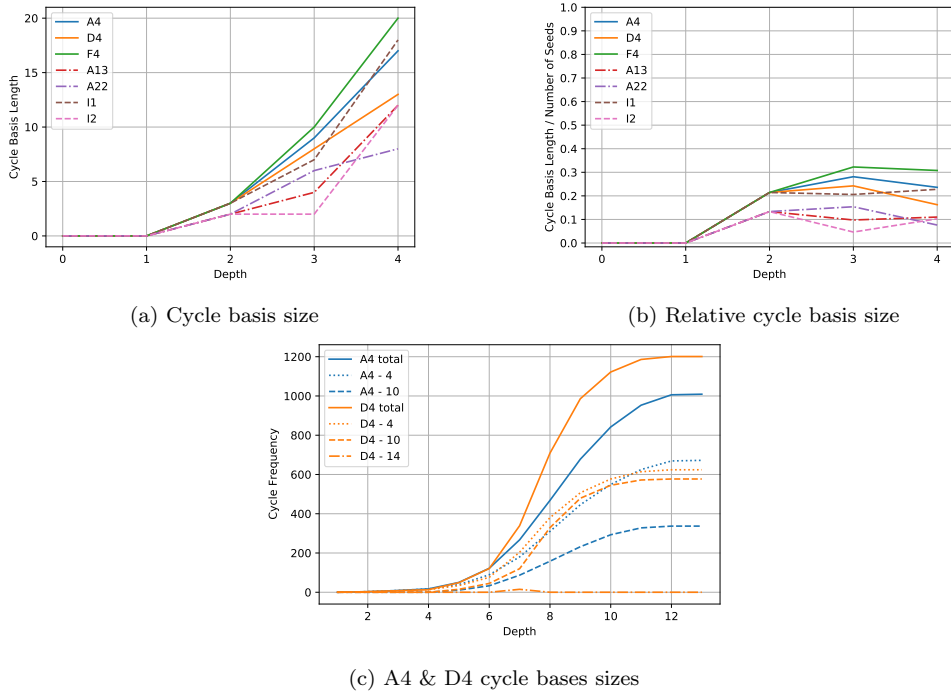 20
15
10
5
0
Cycle Basis Length
A4
D4
F4
A13
A22
I1
I2
0 1 2 3 4
Depth
(a) Cycle basis size
1.0
0.9
0.8
0.7
0.6
0.5
0.4
0.3
0.2
0.1
0.0
Cycle Basis Length / Number of Seeds
A4
D4
F4
A13
A22
I1
I2
0 1 2 3 4
Depth
(b) Relative cycle basis size
1200
1000
800
600
400
200
0
Cycle Frequency
A4 total
A4 - 4
A4 - 10
D4 total
D4 - 4
D4 - 10
D4 - 14
2 4 6 8 10 12
Depth
(c) A4 & D4 cycle bases sizes